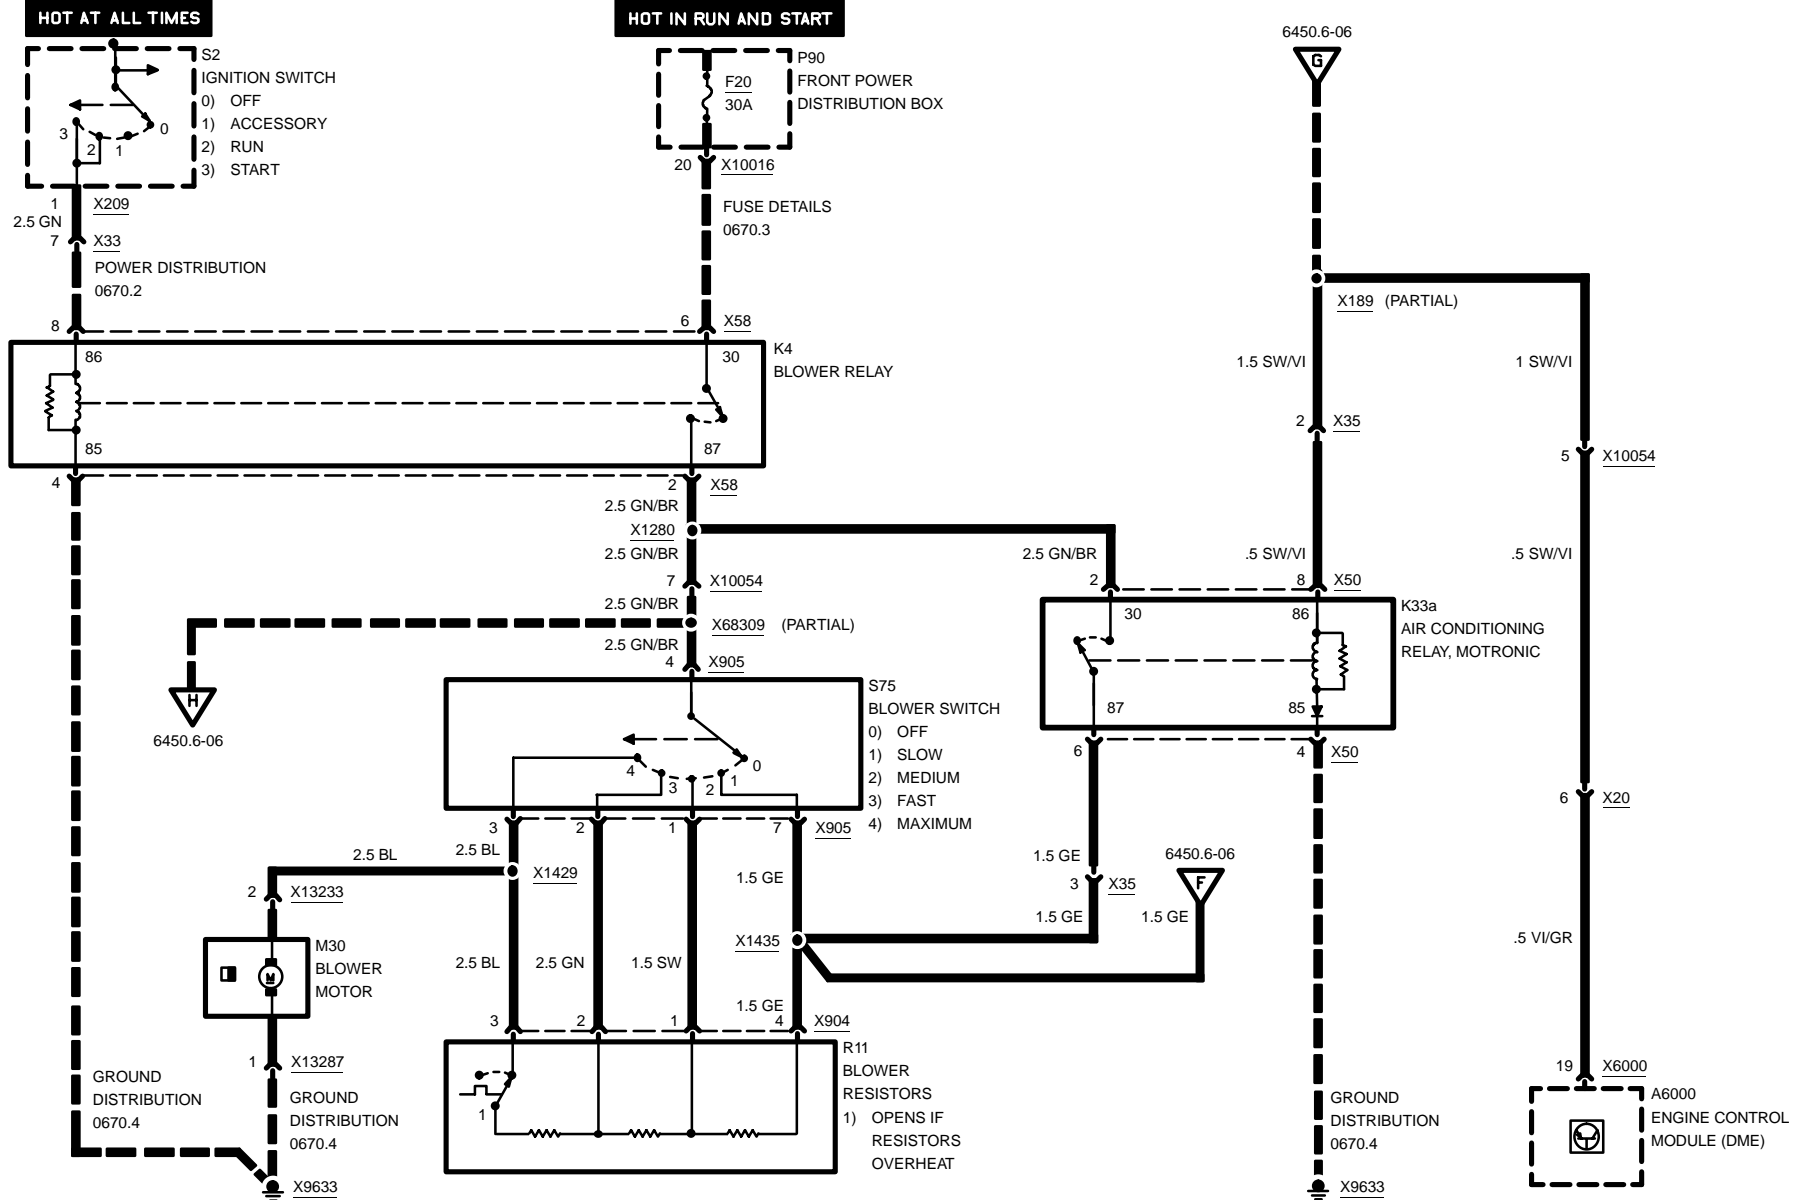 HOT AT ALL TIMES
HOT IN RUN AND START
6450.6-06
G
S2
IGNITION SWITCH
0) OFF
1) ACCESSORY
2) RUN
3) START
3
2
1
0
P90
FRONT POWER
DISTRIBUTION BOX
F20
30A
20
X10016
1
X209
2.5 GN
7
X33
FUSE DETAILS
0670.3
POWER DISTRIBUTION
0670.2
X189 (PARTIAL)
8
6
X58
K4
BLOWER RELAY
86
30
85
87
1.5 SW/VI
1 SW/VI
2
X35
5
X10054
4
2
X58
2.5 GN/BR
X1280
2.5 GN/BR
2.5 GN/BR
.5 SW/VI
.5 SW/VI
7
X10054
2
8
X50
2.5 GN/BR
X68309 (PARTIAL)
2.5 GN/BR
4
X905
K33a
AIR CONDITIONING
RELAY, MOTRONIC
30
86
87
85
H
6450.6-06
S75
BLOWER SWITCH
0) OFF
1) SLOW
2) MEDIUM
3) FAST
4) MAXIMUM
4
3
2
1
0
6
4
X50
6
X20
3
2
1
7
X905
2.5 BL
2.5 BL
X1429
1.5 GE
1.5 GE
6450.6-06
F
2
X13233
3
X35
1.5 GE
1.5 GE
X1435
M30
BLOWER
MOTOR
M
2.5 BL
2.5 GN
1.5 SW
.5 VI/GR
1.5 GE
3
2
1
4
X904
R11
BLOWER
RESISTORS
1) OPENS IF
RESISTORS
OVERHEAT
1
1
X13287
19
X6000
GROUND
DISTRIBUTION
0670.4
GROUND
DISTRIBUTION
0670.4
GROUND
DISTRIBUTION
0670.4
A6000
ENGINE CONTROL
MODULE (DME)
X9633
X9633